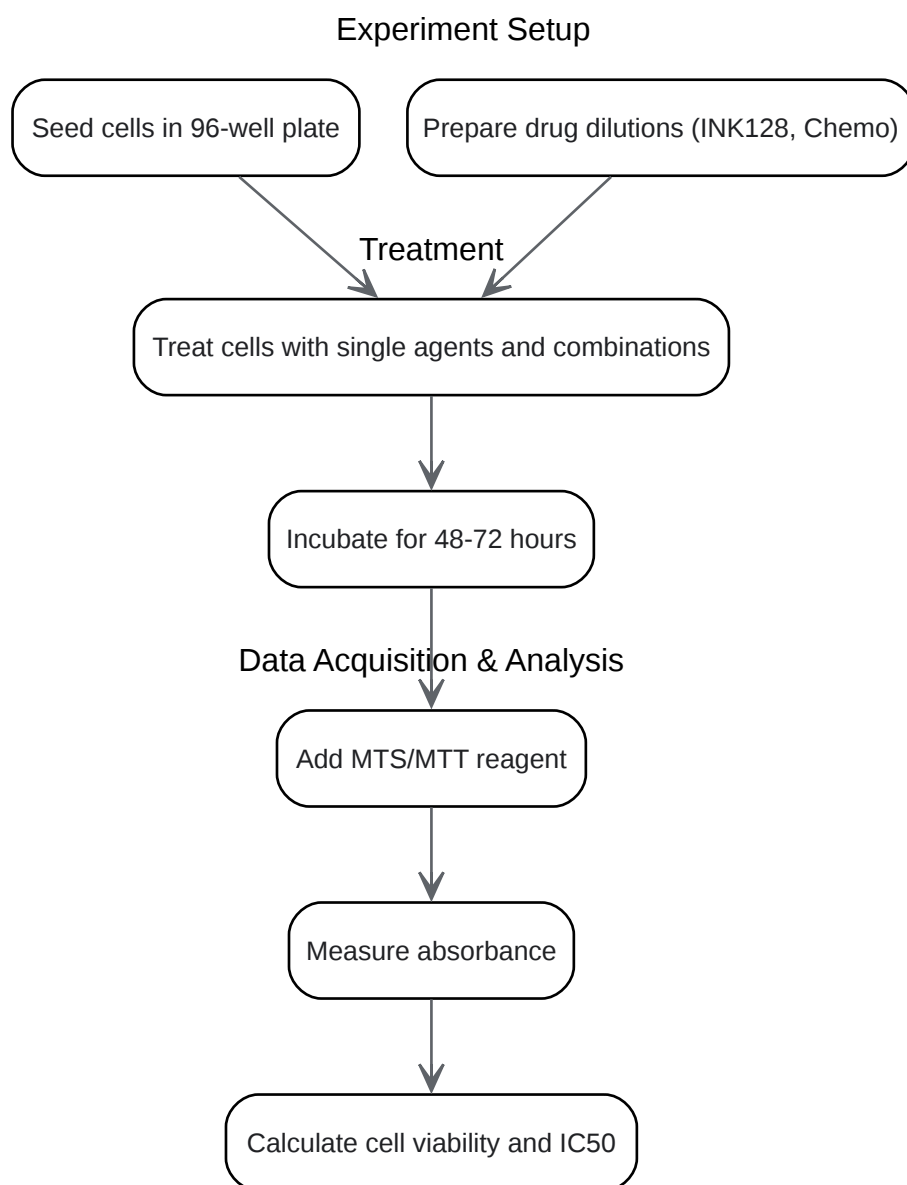 Experiment Setup
Seed cells in 96-well plate
Prepare drug dilutions (INK128, Chemo)
Treatment
Treat cells with single agents and combinations
Incubate for 48-72 hours
Data Acquisition & Analysis
Add MTS/MTT reagent
Measure absorbance
Calculate cell viability and IC50